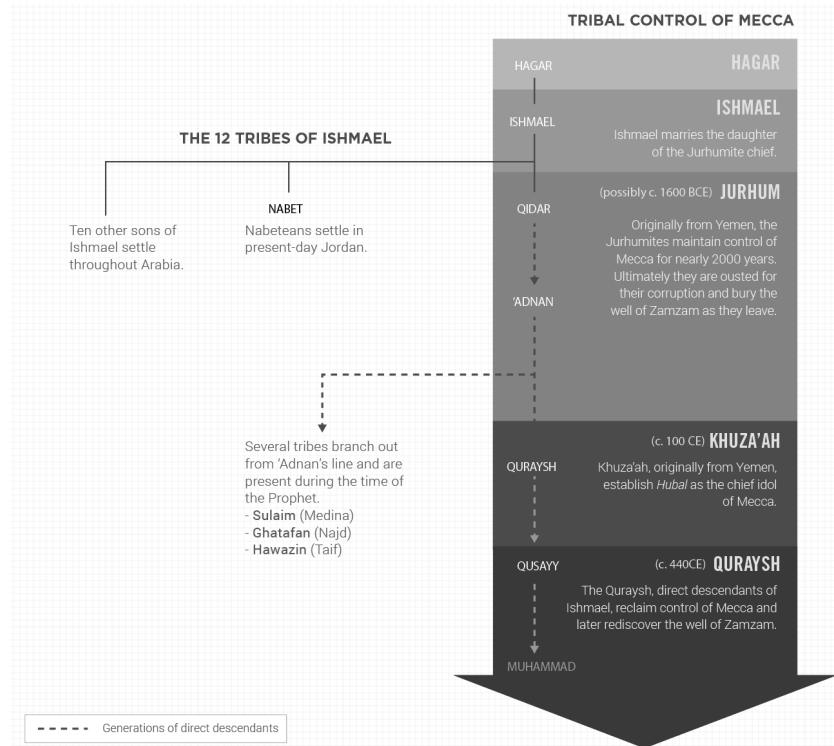 TRIBAL CONTROL OF MECCA
HAGAR
HAGAR
ISHMAEL
ISHMAEL
Ishmael marries the daughter
of the Jurhumite chief.
THE 12 TRIBES OF ISHMAEL
Ten other sons of
Ishmael settle
throughout Arabia.
NABET
Nabeteans settle in
present-day Jordan.
QIDAR
(possibly c. 1600 BCE) JURHUM
Originally from Yemen, the
Jurhumites maintain control of
Mecca for nearly 2000 years.
Ultimately they are ousted for
their corruption and bury the
well of Zamzam as they leave.
‘ADNAN
Several tribes branch out
from ‘Adnan’s line and are
present during the time of
the Prophet.
- Sulaim (Medina)
- Ghatafan (Najd)
- Hawazin (Taif)
QURAYSH
(c. 100 CE) KHUZA’AH
Khuza’ah, originally from Yemen,
establish Hubal as the chief idol
of Mecca.
QUSAYY
(c. 440CE) QURAYSH
The Quraysh, direct descendants of
Ishmael, reclaim control of Mecca and
later rediscover the well of Zamzam.
MUHAMMAD
Generations of direct descendants